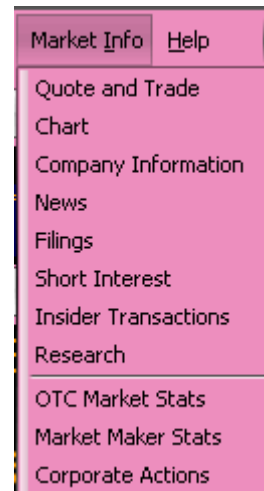 Market Info Help
Quote and Trade
Chart
Company Information
News
Filings
Short Interest
Insider Transactions
Research
OTC Market Stats
Market Maker Stats
Corporate Actions